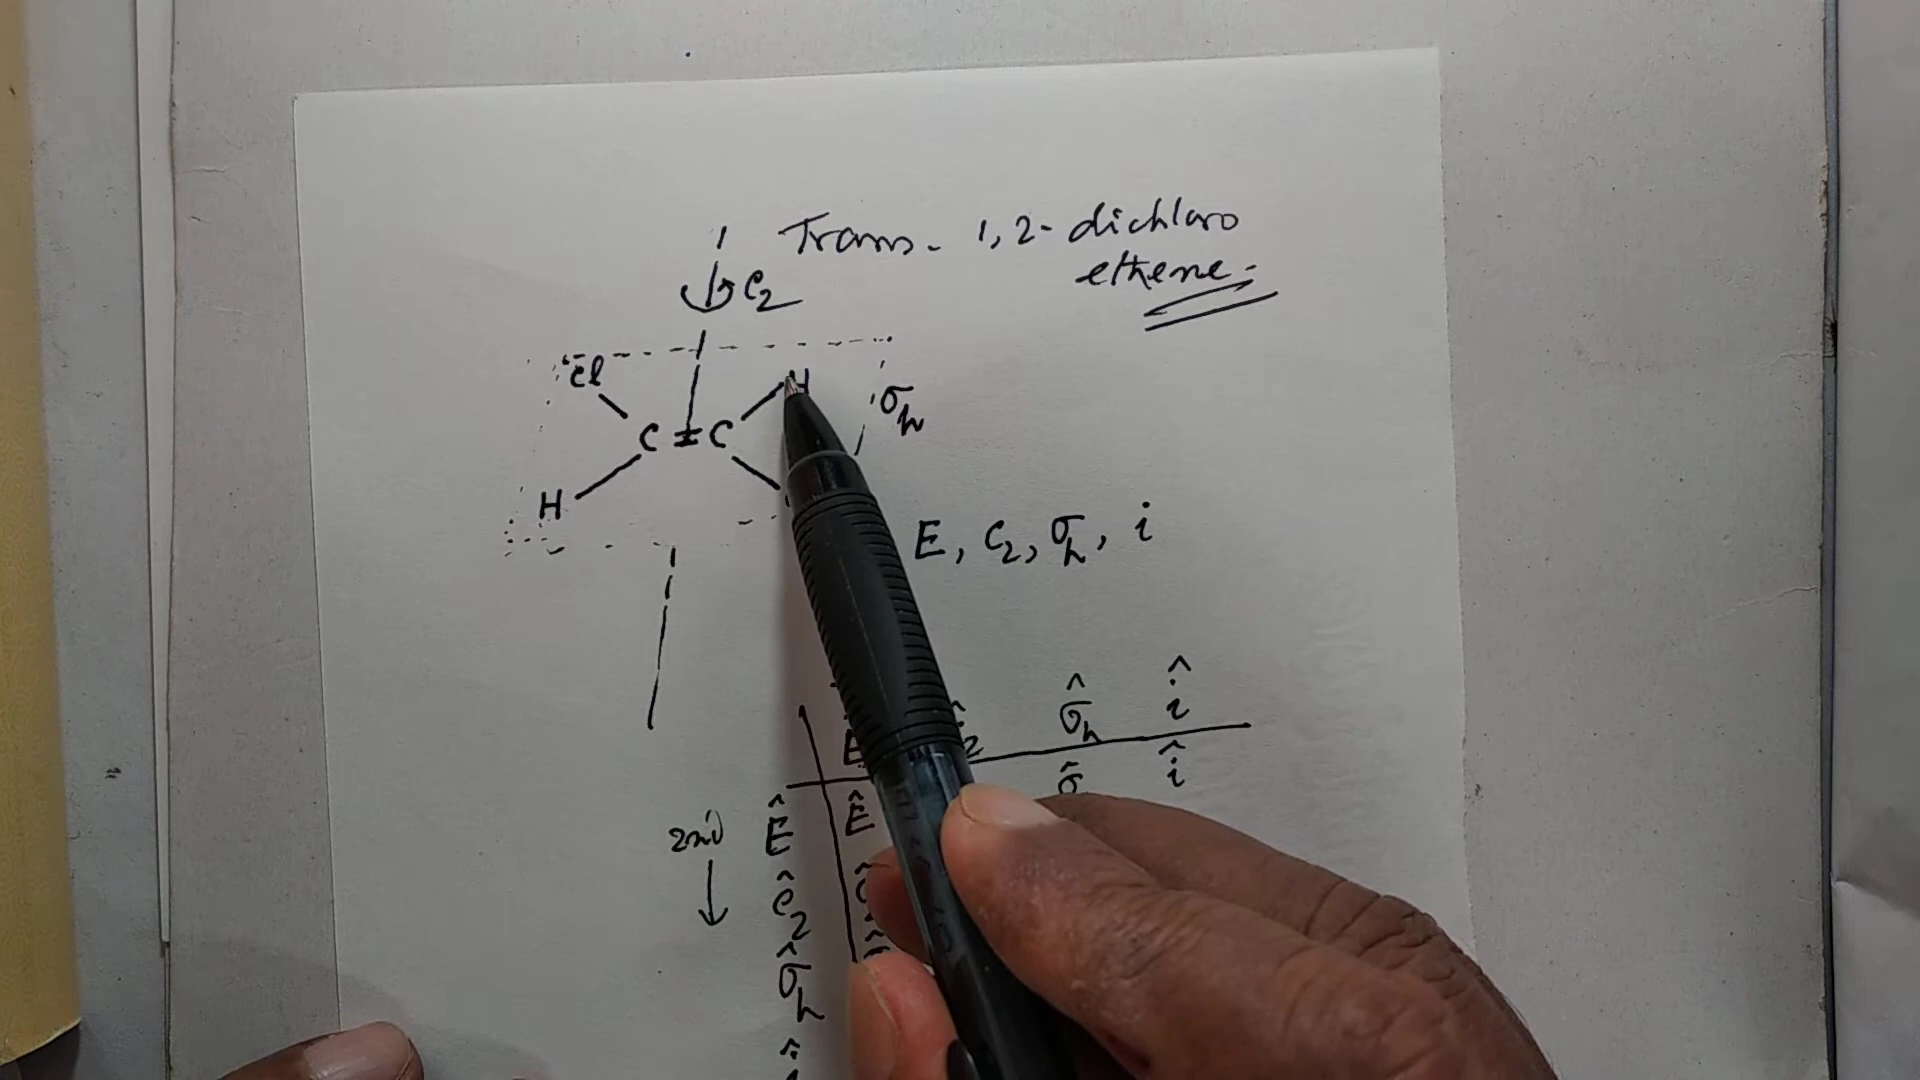 Trans- 1,2-dichloro
ethene-
C2
Cl H
σh
C = C
H
E, C2, σh, i
Ê σ̂h î
Ê Ê σ̂ î
2nd
Ĉ2
σ̂h